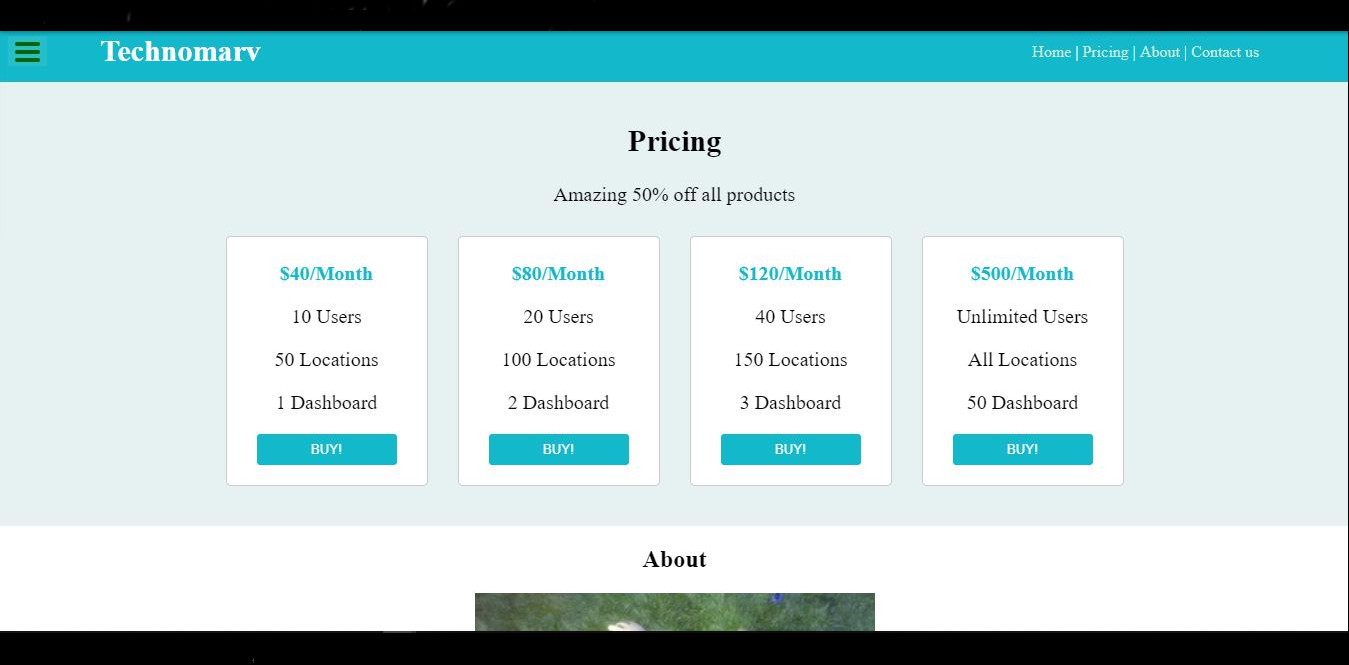 Technomarv
Home | Pricing | About | Contact us
Pricing
Amazing 50% off all products
$40/Month
10 Users
50 Locations
1 Dashboard
BUY!
$80/Month
20 Users
100 Locations
2 Dashboard
BUY!
$120/Month
40 Users
150 Locations
3 Dashboard
BUY!
$500/Month
Unlimited Users
All Locations
50 Dashboard
BUY!
About